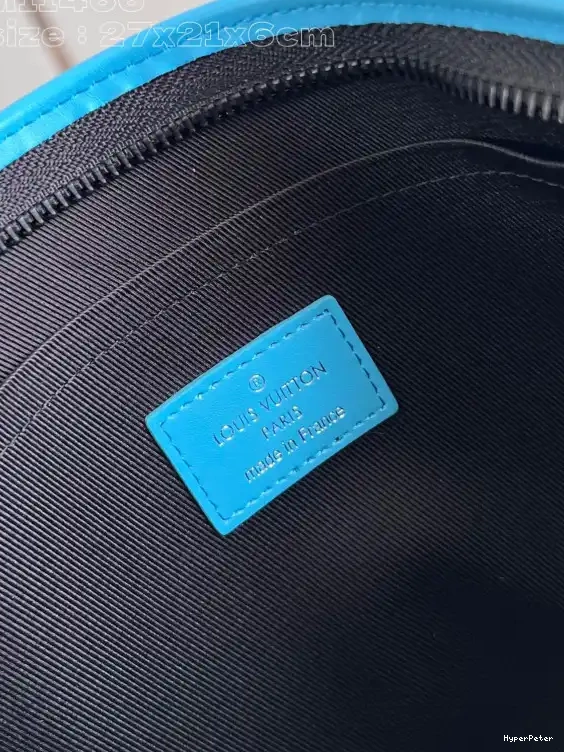 size : 27x21x6cm
®
LOUIS VUITTON
PARIS
made in France
HyperPeter